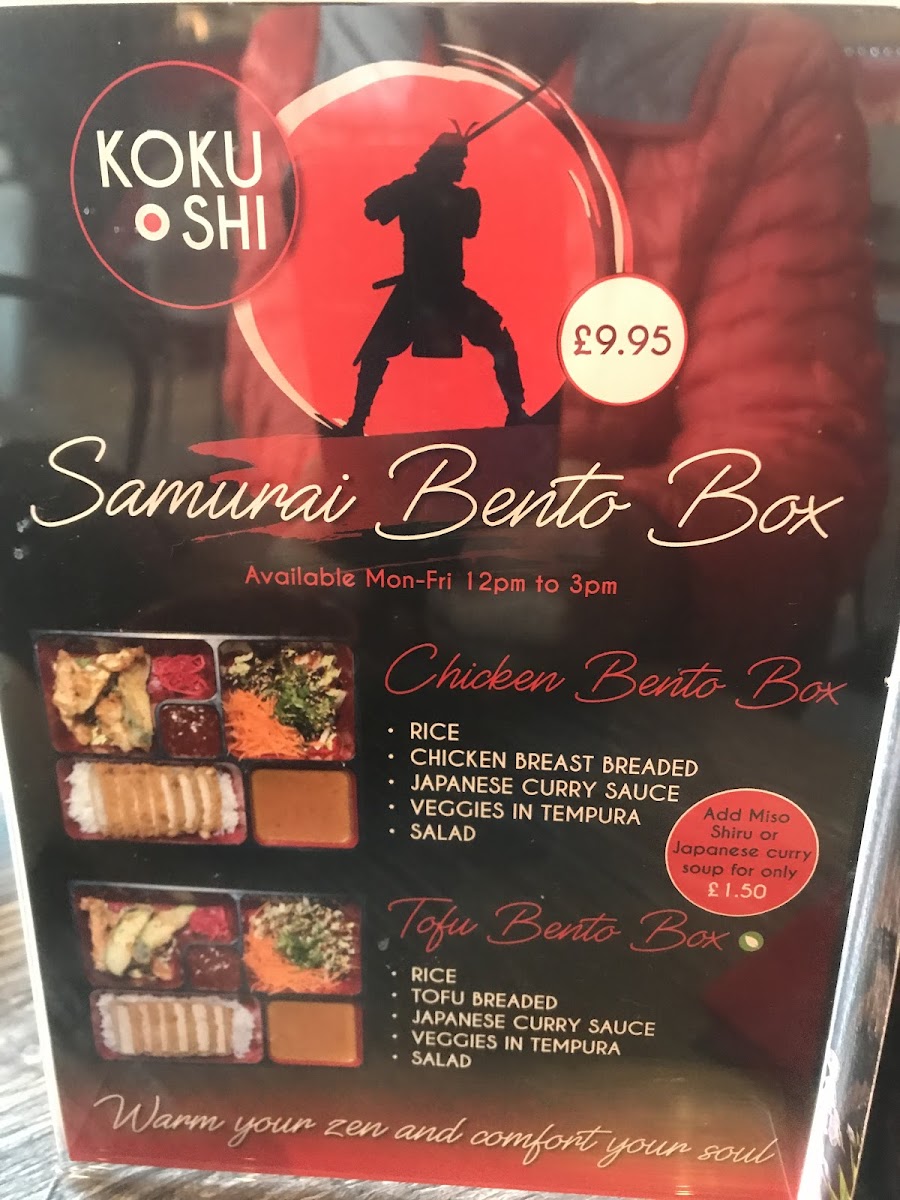 KOKU
SHI
£9.95
Samurai Bento Box
Available Mon-Fri 12pm to 3pm
Chicken Bento Box
• RICE
• CHICKEN BREAST BREADED
• JAPANESE CURRY SAUCE
• VEGGIES IN TEMPURA
• SALAD
Add Miso
Shiru or
Japanese curry
soup for only
£1.50
Tofu Bento Box
• RICE
• TOFU BREADED
• JAPANESE CURRY SAUCE
• VEGGIES IN TEMPURA
• SALAD
Warm your zen and comfort your soul